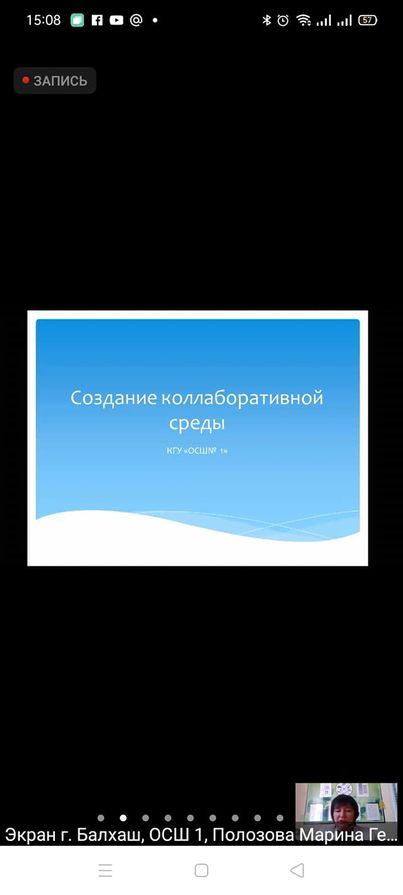 15:08
57
ЗАПИСЬ
Создание коллаборативной
среды
КГУ «ОСШ№ 1»
Экран г. Балхаш, ОСШ 1, Полозова Марина Ге...